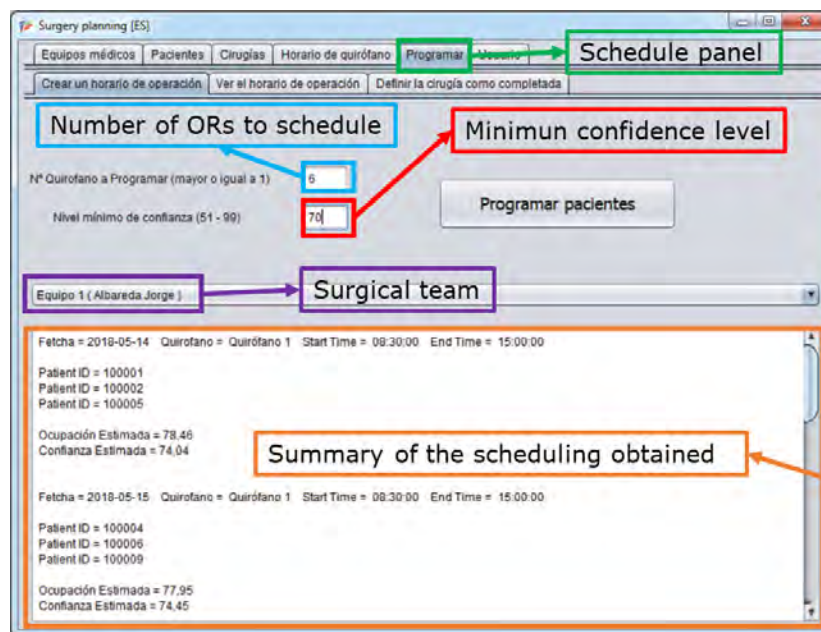 Surgery planning [ES]
Equipos médicos Pacientes Cirugías Horario de quirófano Programar Usuario Schedule panel
Crear un horario de operación Ver el horario de operación Definir la cirugía como completada
Number of ORs to schedule Minimun confidence level
Nº Quirofano a Programar (mayor o igual a 1) 6
Nivel mínimo de confianza (51 - 99) 70 Programar pacientes
Equipo 1 ( Albareda Jorge ) Surgical team
Fetcha = 2018-05-14 Quirofano = Quirófano 1 Start Time = 08:30:00 End Time = 15:00:00
Patient ID = 100001
Patient ID = 100002
Patient ID = 100005
Ocupación Estimada = 78,46
Confianza Estimada = 74,04
Summary of the scheduling obtained
Fetcha = 2018-05-15 Quirofano = Quirófano 1 Start Time = 08:30:00 End Time = 15:00:00
Patient ID = 100004
Patient ID = 100006
Patient ID = 100009
Ocupación Estimada = 77,95
Confianza Estimada = 74,45